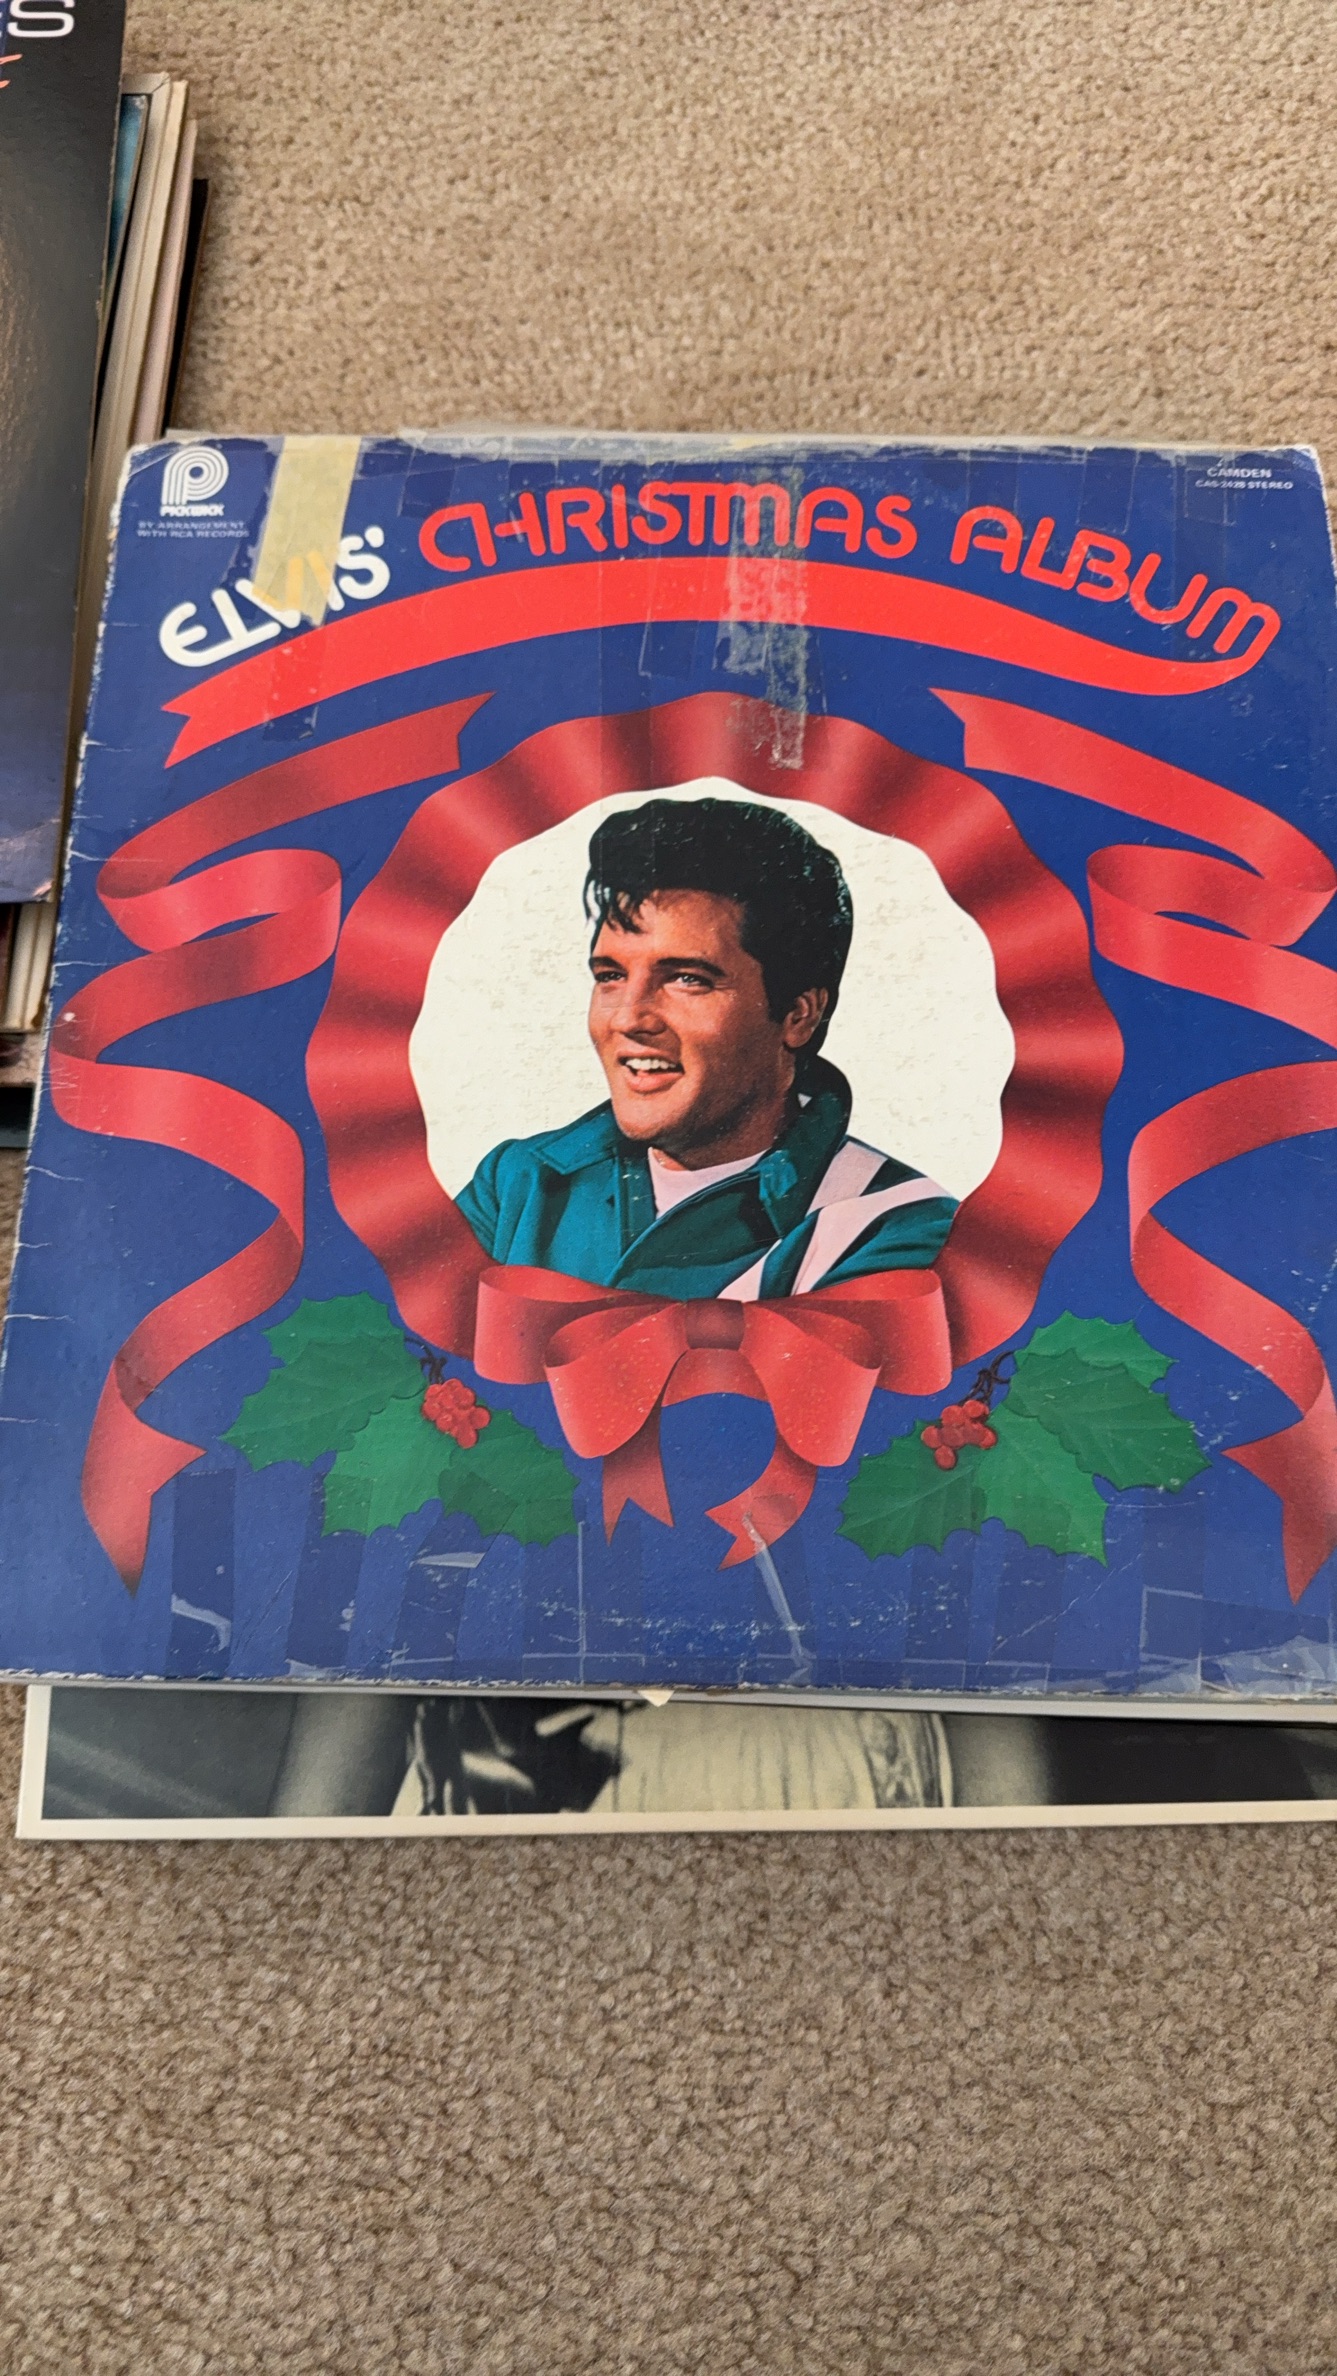 S
P
PICKWICK
BY ARRANGEMENT
WITH RCA RECORDS
CAMDEN
CAS-2428 STEREO
ELVIS' CHRISTMAS ALBUM